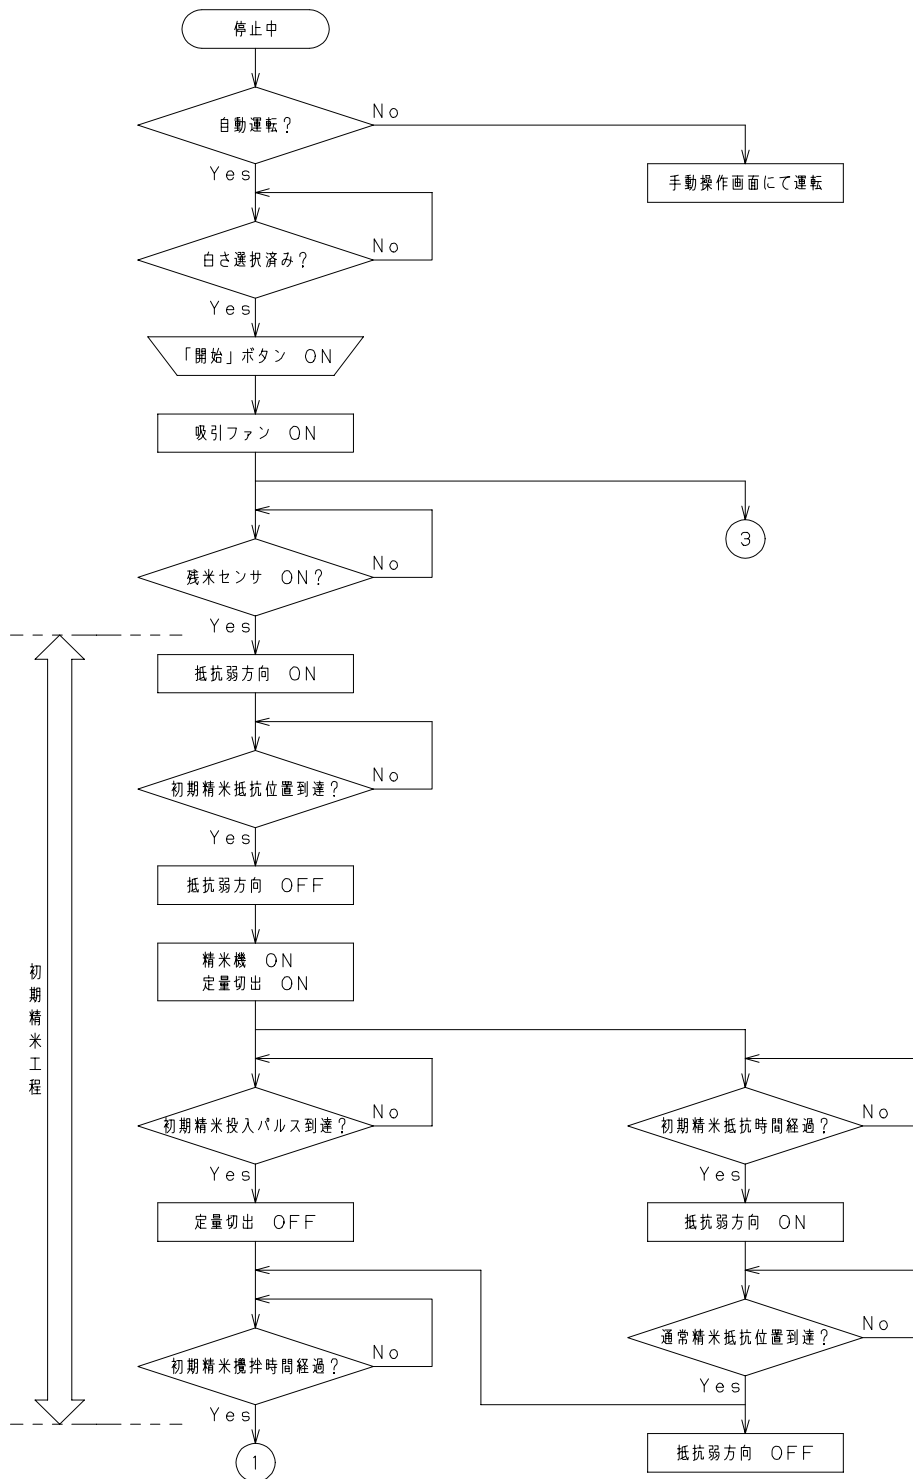 停止中
自動運転？
No
Yes
手動操作画面にて運転
白さ選択済み？
No
Yes
「開始」ボタン　ON
吸引ファン　ON
3
残米センサ　ON？
No
Yes
抵抗弱方向　ON
初期精米抵抗位置到達？
No
Yes
抵抗弱方向　OFF
精米機　ON
定量切出　ON
初期精米工程
初期精米投入パルス到達？
No
Yes
定量切出　OFF
初期精米攪拌時間経過？
No
Yes
1
初期精米抵抗時間経過？
No
Yes
抵抗弱方向　ON
通常精米抵抗位置到達？
No
Yes
抵抗弱方向　OFF